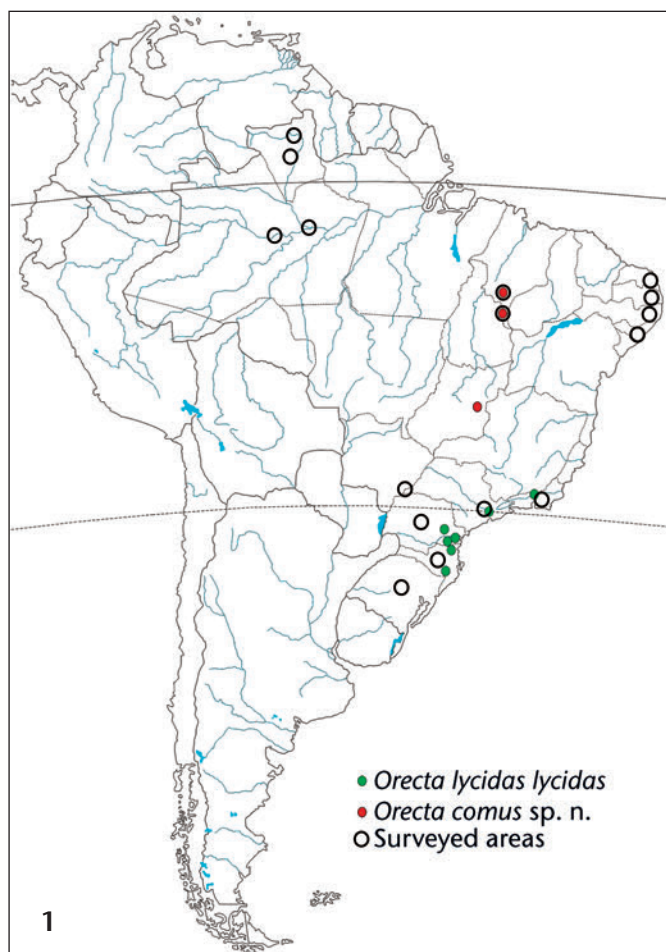 Orecta lycidas lycidas
Orecta comus sp. n.
Surveyed areas
1